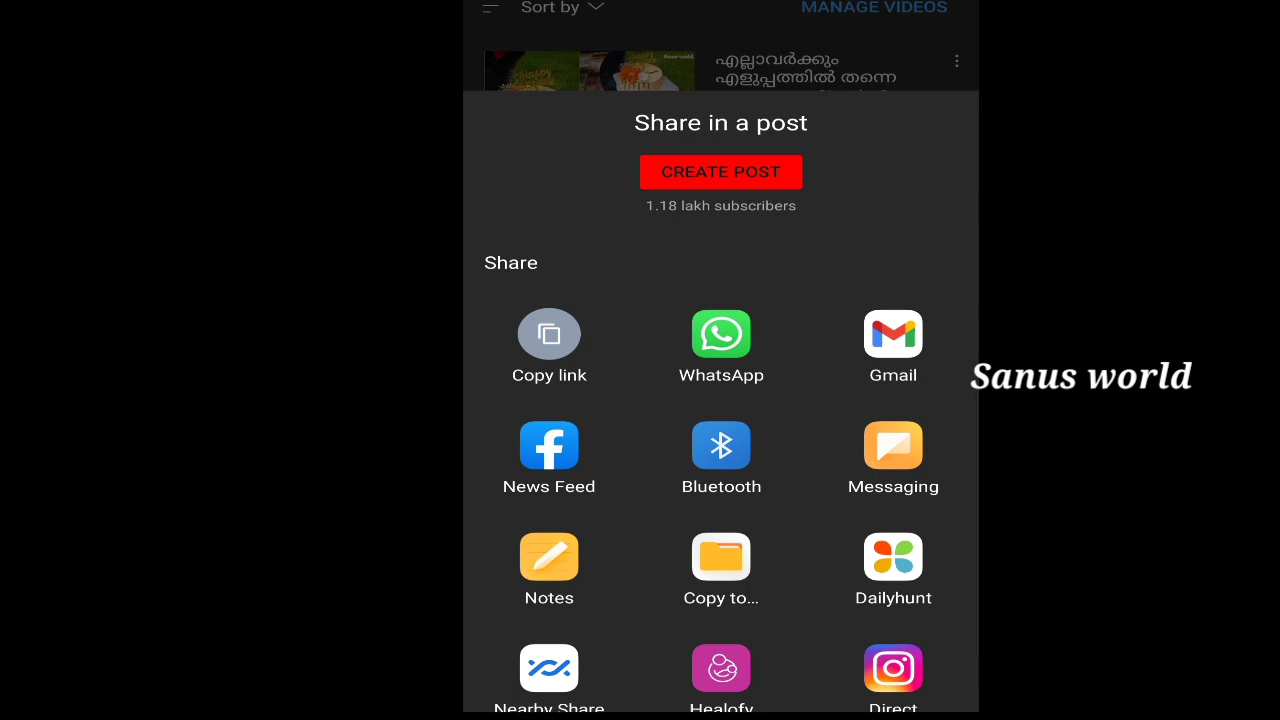 Sort by
MANAGE VIDEOS
എല്ലാവർക്കും
എളുപ്പത്തിൽ തന്നെ
Share in a post
CREATE POST
1.18 lakh subscribers
Share
Copy link
WhatsApp
Gmail
Sanus world
News Feed
Bluetooth
Messaging
Notes
Copy to...
Dailyhunt
Nearby Share
Healofy
Direct